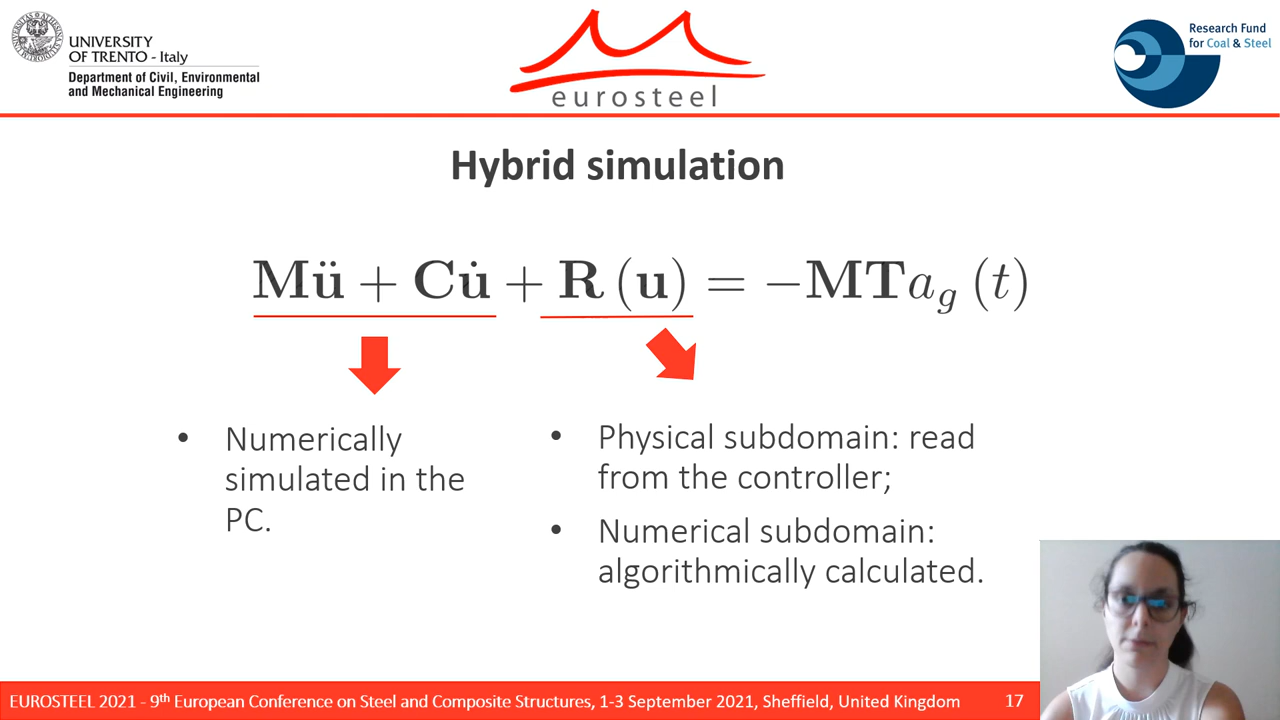 UNIVERSITY
OF TRENTO - Italy
Department of Civil, Environmental
and Mechanical Engineering
eurosteel
Research Fund
for Coal & Steel
Hybrid simulation
𝐌𝐮̈ + 𝐂𝐮̇ + 𝐑 (𝐮) = −𝐌𝐓a_g (t)
• Numerically
simulated in the
PC.
• Physical subdomain: read
from the controller;
• Numerical subdomain:
algorithmically calculated.
EUROSTEEL 2021 - 9th European Conference on Steel and Composite Structures, 1-3 September 2021, Sheffield, United Kingdom 17